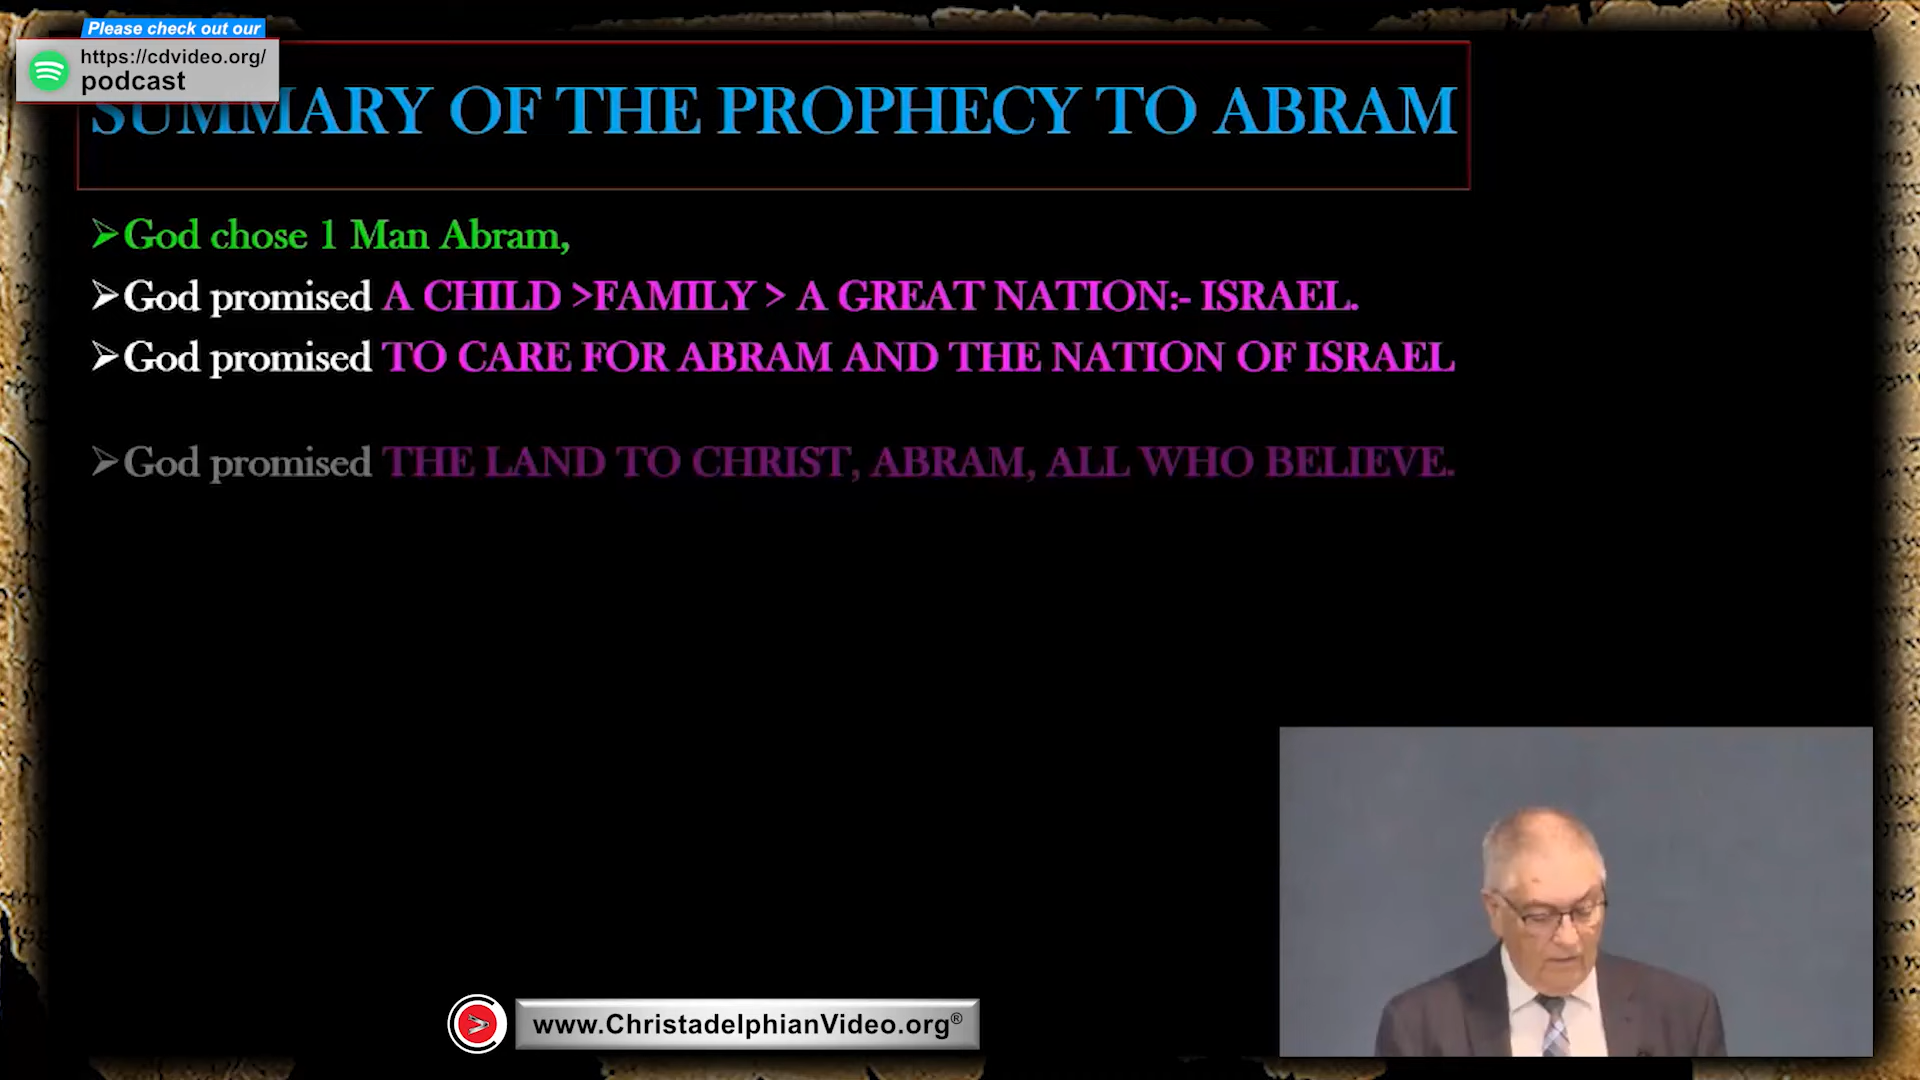 Please check out our
https://cdvideo.org/
podcast
SUMMARY OF THE PROPHECY TO ABRAM
➢God chose 1 Man Abram,
➢God promised A CHILD >FAMILY > A GREAT NATION:- ISRAEL.
➢God promised TO CARE FOR ABRAM AND THE NATION OF ISRAEL
➢God promised THE LAND TO CHRIST, ABRAM, ALL WHO BELIEVE.
www.ChristadelphianVideo.org®